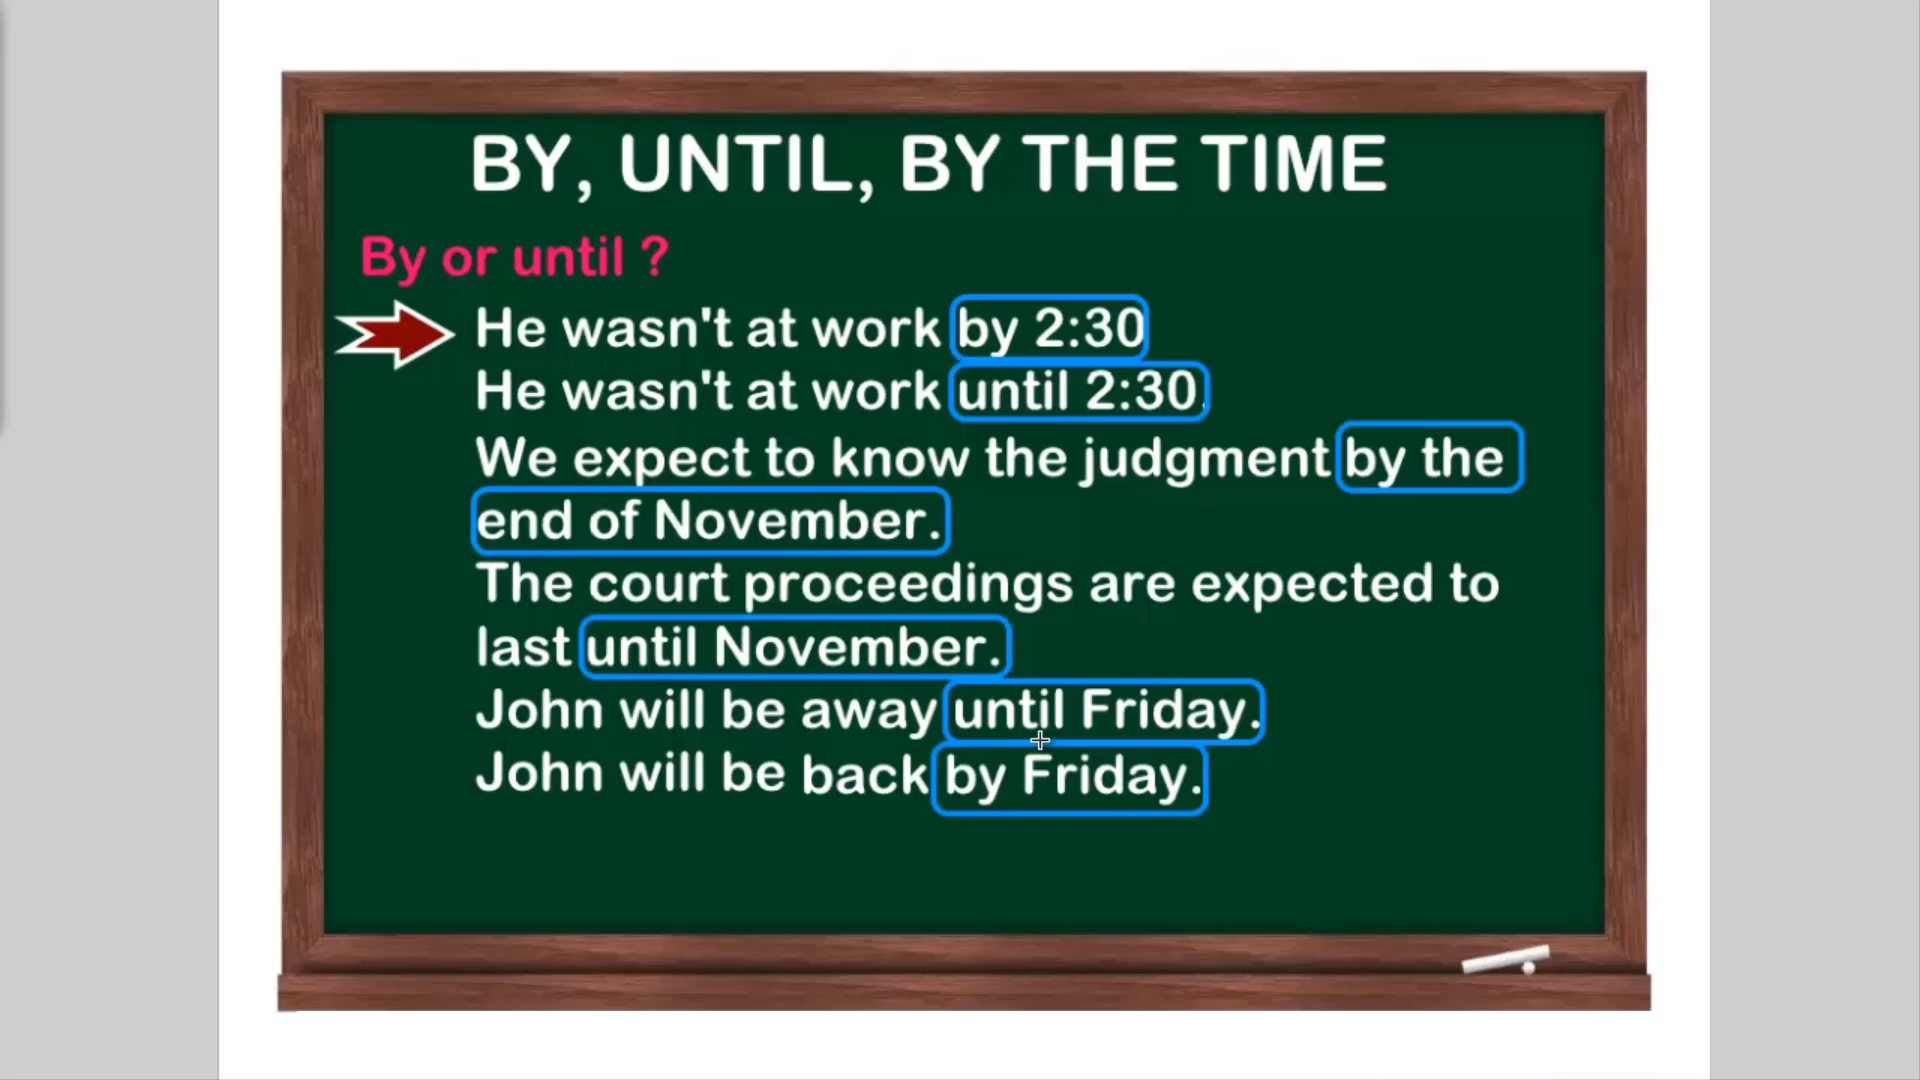 BY, UNTIL, BY THE TIME
By or until ?
He wasn't at work by 2:30
He wasn't at work until 2:30.
We expect to know the judgment by the
end of November.
The court proceedings are expected to
last until November.
John will be away until Friday.
John will be back by Friday.